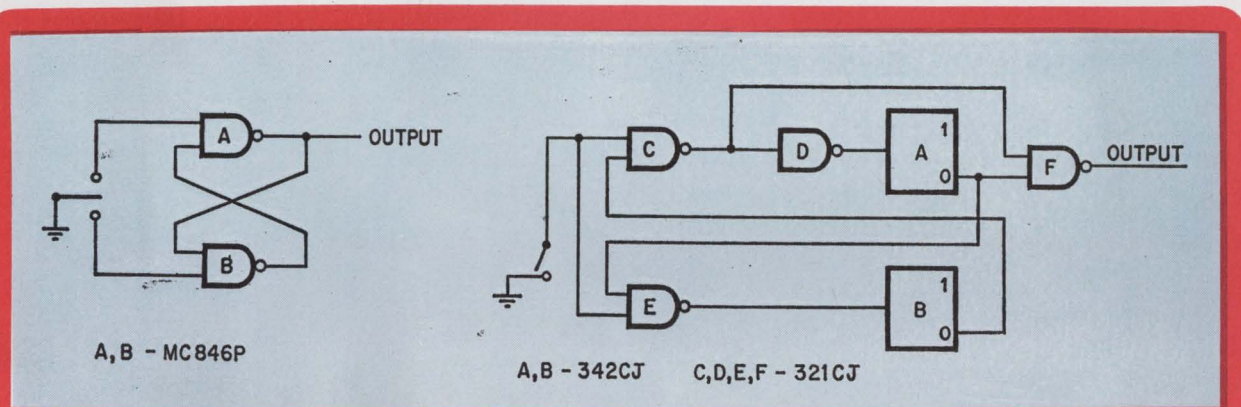 A
OUTPUT
B
A, B - MC846P
C
D
A
1
0
F
OUTPUT
E
B
1
0
A,B - 342CJ C,D,E,F - 321CJ